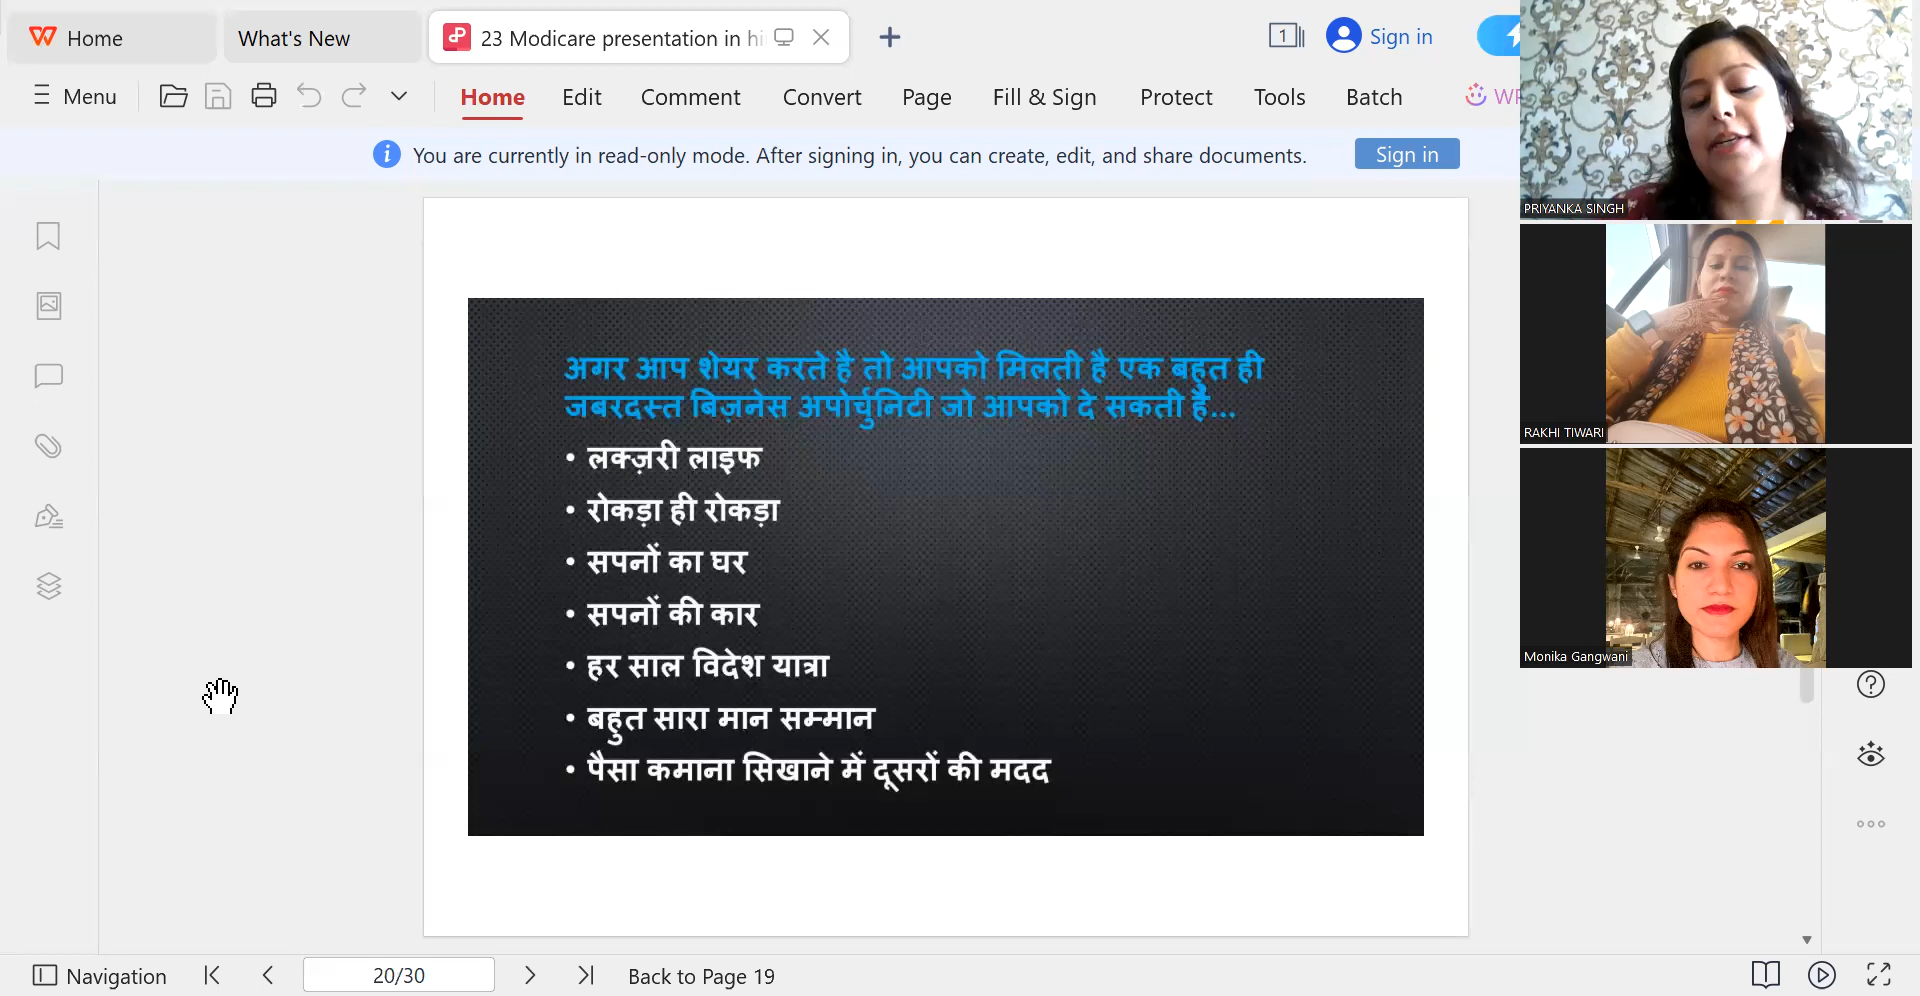 Home
What's New
23 Modicare presentation in hi
1
Sign in
Menu
Home
Edit
Comment
Convert
Page
Fill & Sign
Protect
Tools
Batch
You are currently in read-only mode. After signing in, you can create, edit, and share documents.
Sign in
PRIYANKA SINGH
RAKHI TIWARI
Monika Gangwani
अगर आप शेयर करते है तो आपको मिलती है एक बहुत ही
जबरदस्त बिज़नेस अपोर्चुनिटी जो आपको दे सकती है...
• लक्ज़री लाइफ
• रोकड़ा ही रोकड़ा
• सपनों का घर
• सपनों की कार
• हर साल विदेश यात्रा
• बहुत सारा मान सम्मान
• पैसा कमाना सिखाने में दूसरों की मदद
Navigation
20/30
Back to Page 19